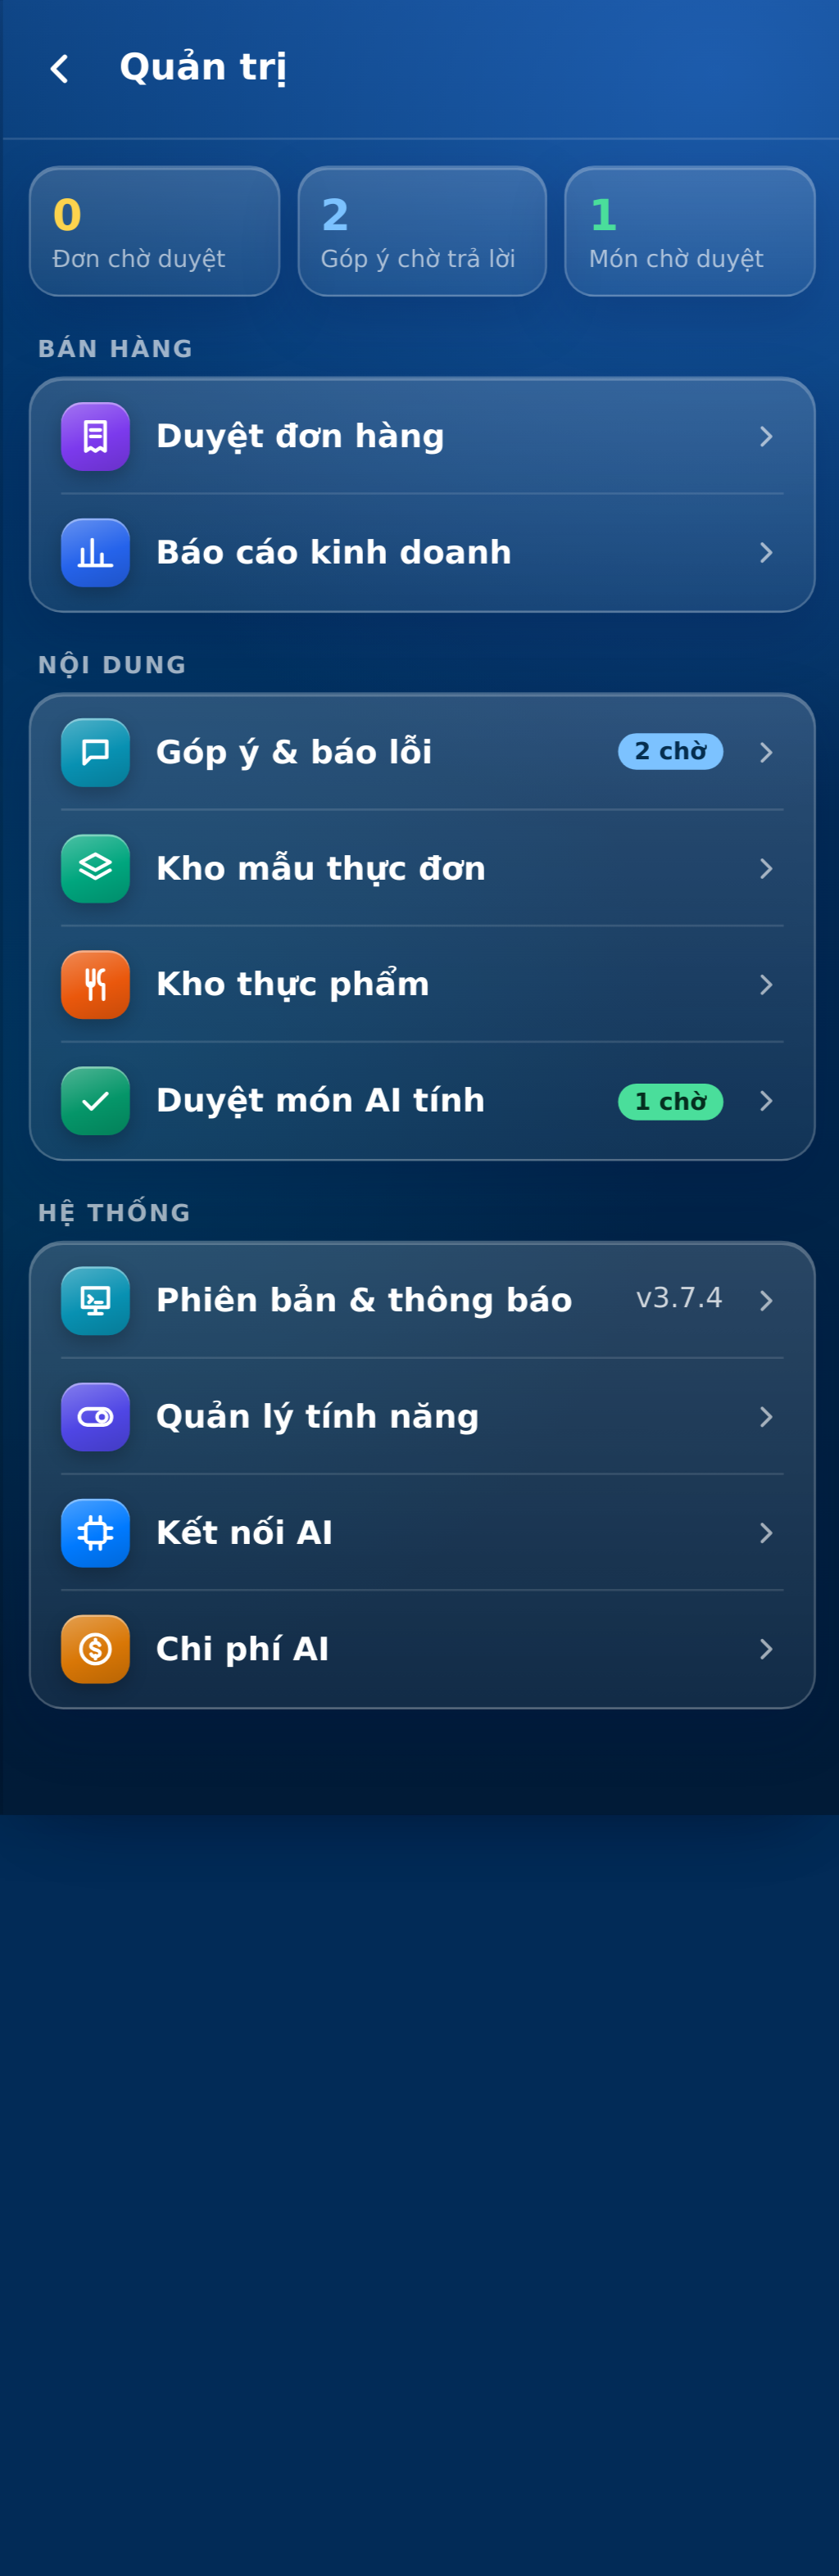 Quản trị
0
Đơn chờ duyệt
2
Góp ý chờ trả lời
1
Món chờ duyệt
BÁN HÀNG
Duyệt đơn hàng
Báo cáo kinh doanh
NỘI DUNG
Góp ý & báo lỗi
2 chờ
Kho mẫu thực đơn
Kho thực phẩm
Duyệt món AI tính
1 chờ
HỆ THỐNG
Phiên bản & thông báo
v3.7.4
Quản lý tính năng
Kết nối AI
Chi phí AI